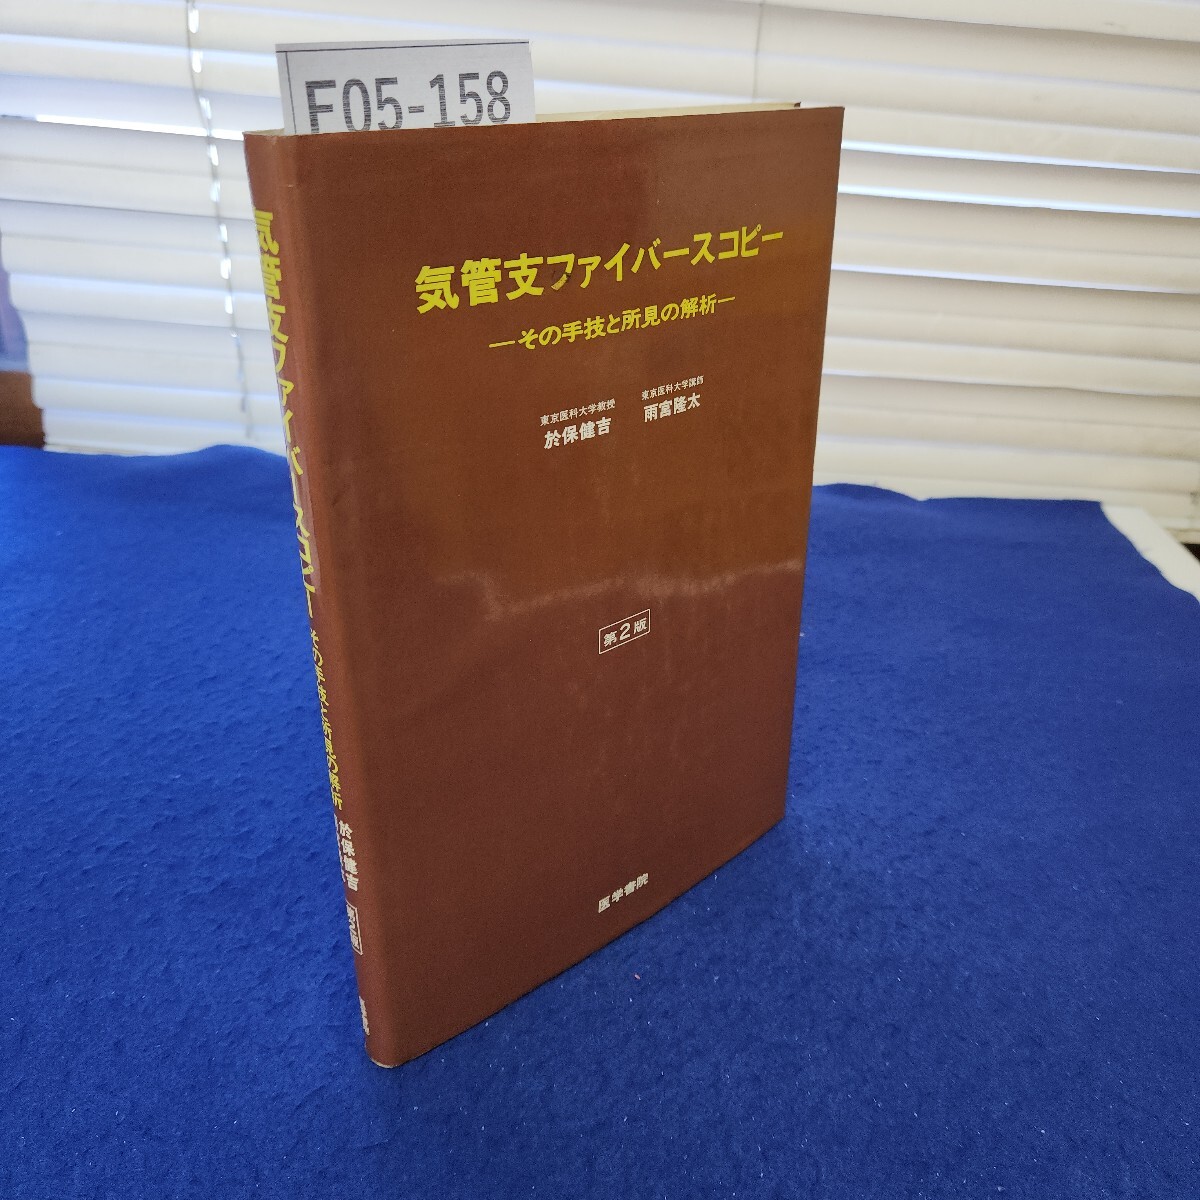 F05-158
気管支ファイバースコピー
―その手技と所見の解析―
東京医科大学教授
於保健吉
東京医科大学講師
雨宮隆太
第2版
医学書院
気管支ファイバースコピー その手技と所見の解析
於保健吉
第2版